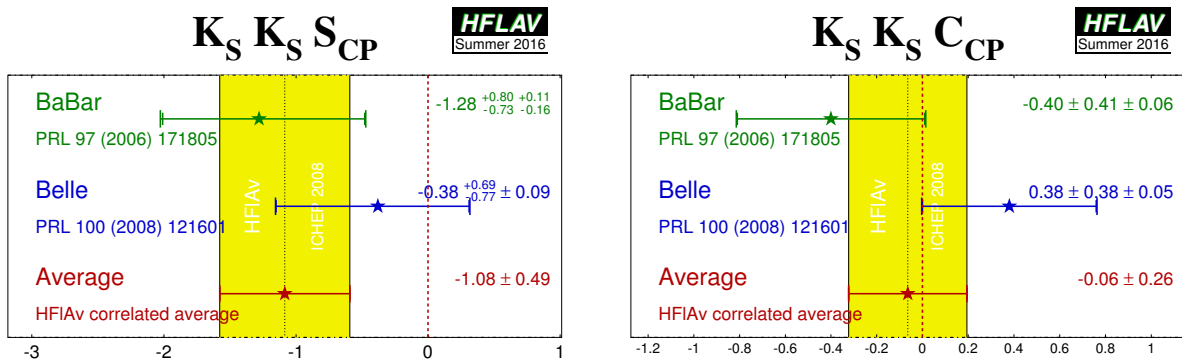 K_S K_S S_CP
HFLAV
Summer 2016
BaBar
-1.28 +0.80 +0.11
-0.73 -0.16
PRL 97 (2006) 171805
Belle
-0.38 +0.69 ± 0.09
-0.77
PRL 100 (2008) 121601
HFlAv
ICHEP 2008
Average
-1.08 ± 0.49
HFlAv correlated average
-3 -2 -1 0 1
K_S K_S C_CP
HFLAV
Summer 2016
BaBar
-0.40 ± 0.41 ± 0.06
PRL 97 (2006) 171805
Belle
0.38 ± 0.38 ± 0.05
PRL 100 (2008) 121601
HFlAv
ICHEP 2008
Average
-0.06 ± 0.26
HFlAv correlated average
-1.2 -1 -0.8 -0.6 -0.4 -0.2 0 0.2 0.4 0.6 0.8 1